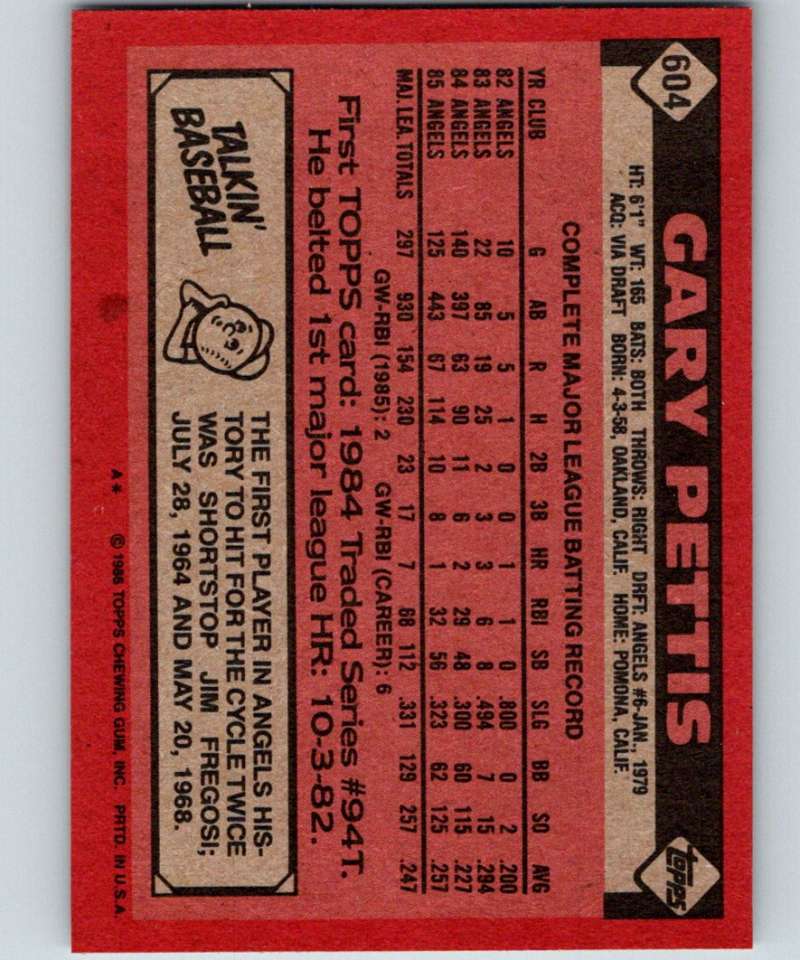 604
GARY PETTIS
TOPPS
HT: 6'1" WT: 165 BATS: BOTH THROWS: RIGHT DRFT: ANGELS #6-JAN., 1979
ACQ: VIA DRAFT BORN: 4-3-58, OAKLAND, CALIF. HOME: POMONA, CALIF.
COMPLETE MAJOR LEAGUE BATTING RECORD
YR CLUB G AB R H 2B 3B HR RBI SB SLG BB SO AVG
82 ANGELS 10 5 5 1 0 0 1 1 0 .800 0 2 .200
83 ANGELS 22 85 19 25 2 3 3 6 8 .494 7 15 .294
84 ANGELS 140 397 63 90 11 6 2 29 48 .300 60 115 .227
85 ANGELS 125 443 67 114 10 8 1 32 56 .323 62 125 .257
MAJ. LEA. TOTALS 297 930 154 230 23 17 7 68 112 .331 129 257 .247
GW-RBI (1985): 2 GW-RBI (CAREER): 6
First TOPPS card: 1984 Traded Series #94T.
He belted 1st major league HR: 10-3-82.
TALKIN'
BASEBALL
THE FIRST PLAYER IN ANGELS HIS-
TORY TO HIT FOR THE CYCLE TWICE
WAS SHORTSTOP JIM FREGOSI;
JULY 28, 1964 AND MAY 20, 1968.
A* © 1986 TOPPS CHEWING GUM, INC. PRTD. IN U.S.A.